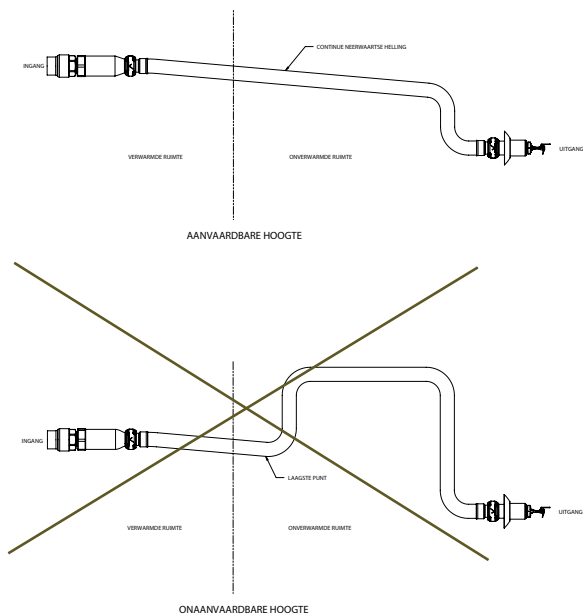 CONTINUE NEERWAARTSE HELLING
INGANG
UITGANG
VERWARMDE RUIMTE
ONVERWARMDE RUIMTE
AANVAARDBARE HOOGTE
INGANG
LAAGSTE PUNT
UITGANG
VERWARMDE RUIMTE
ONVERWARMDE RUIMTE
ONAANVAARDBARE HOOGTE